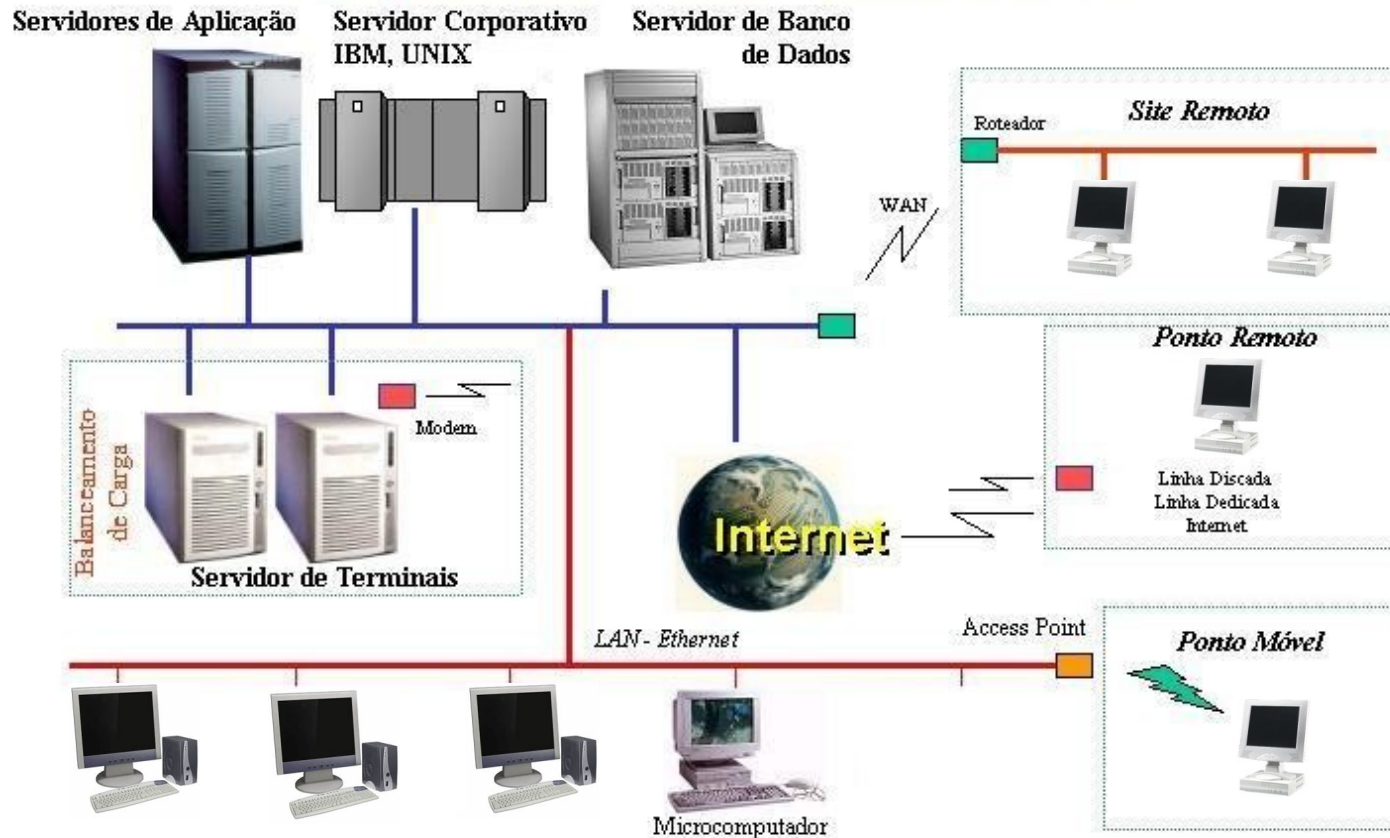 Servidores de Aplicação
Servidor Corporativo
IBM, UNIX
Servidor de Banco
de Dados
Roteador
Site Remoto
WAN
Ponto Remoto
Linha Discada
Linha Dedicada
Internet
Balanceamento
de Carga
Modem
Servidor de Terminais
Internet
LAN - Ethernet
Access Point
Ponto Móvel
Microcomputador